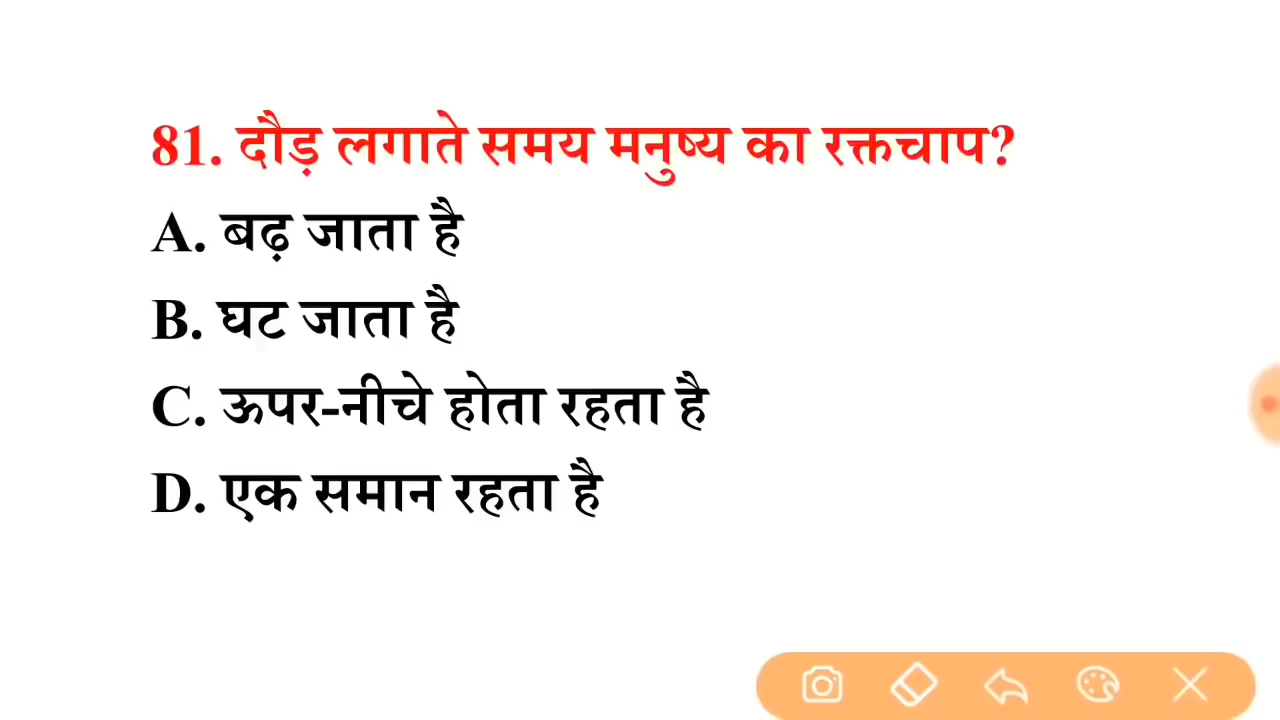 81. दौड़ लगाते समय मनुष्य का रक्तचाप?
A. बढ़ जाता है
B. घट जाता है
C. ऊपर-नीचे होता रहता है
D. एक समान रहता है